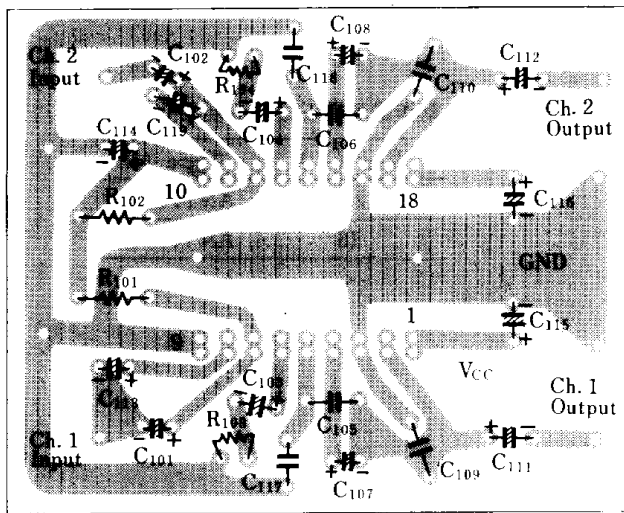 Ch. 2
Input
C102
C118
C108
C110
C112
Ch. 2
Output
C114
C119
C104
C106
R102
10
18
C116
GND
R101
9
1
C115
VCC
Ch. 1
Output
C113
C103
C105
Ch. 1
Input
C101
R103
C117
C107
C109
C111